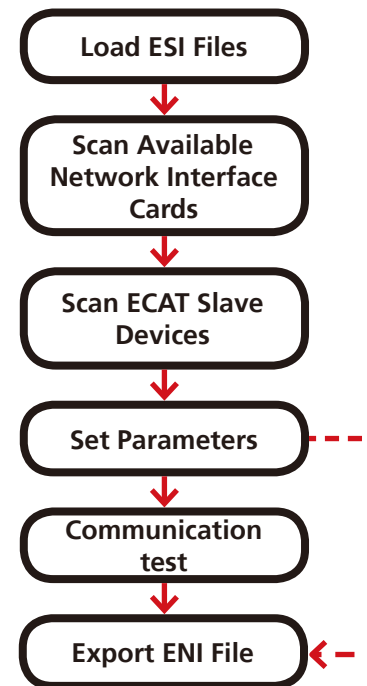 Load ESI Files
Scan Available
Network Interface
Cards
Scan ECAT Slave
Devices
Set Parameters
Communication
test
Export ENI File